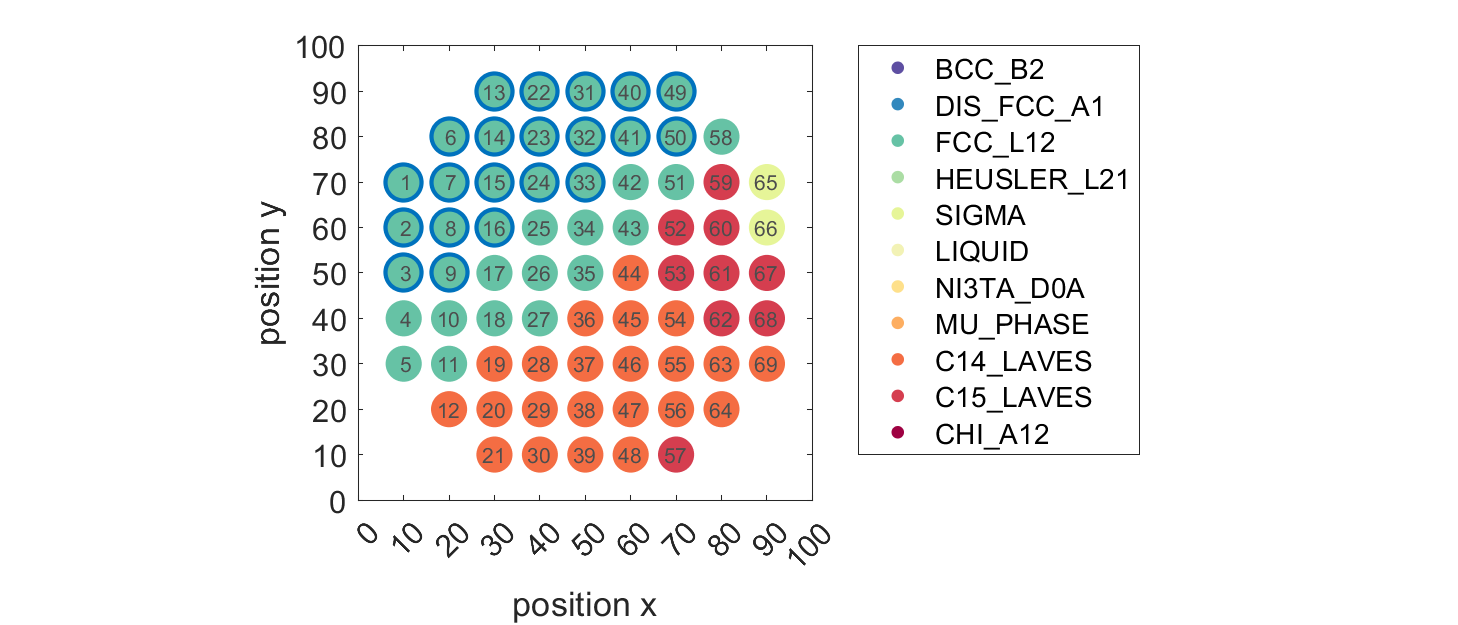 100
90 13 22 31 40 49
80 6 14 23 32 41 50 58
70 1 7 15 24 33 42 51 59 65
60 2 8 16 25 34 43 52 60 66
50 3 9 17 26 35 44 53 61 67
40 4 10 18 27 36 45 54 62 68
30 5 11 19 28 37 46 55 63 69
20 12 20 29 38 47 56 64
10 21 30 39 48 57
0
0 10 20 30 40 50 60 70 80 90 100
position x
position y
BCC_B2
DIS_FCC_A1
FCC_L12
HEUSLER_L21
SIGMA
LIQUID
NI3TA_D0A
MU_PHASE
C14_LAVES
C15_LAVES
CHI_A12